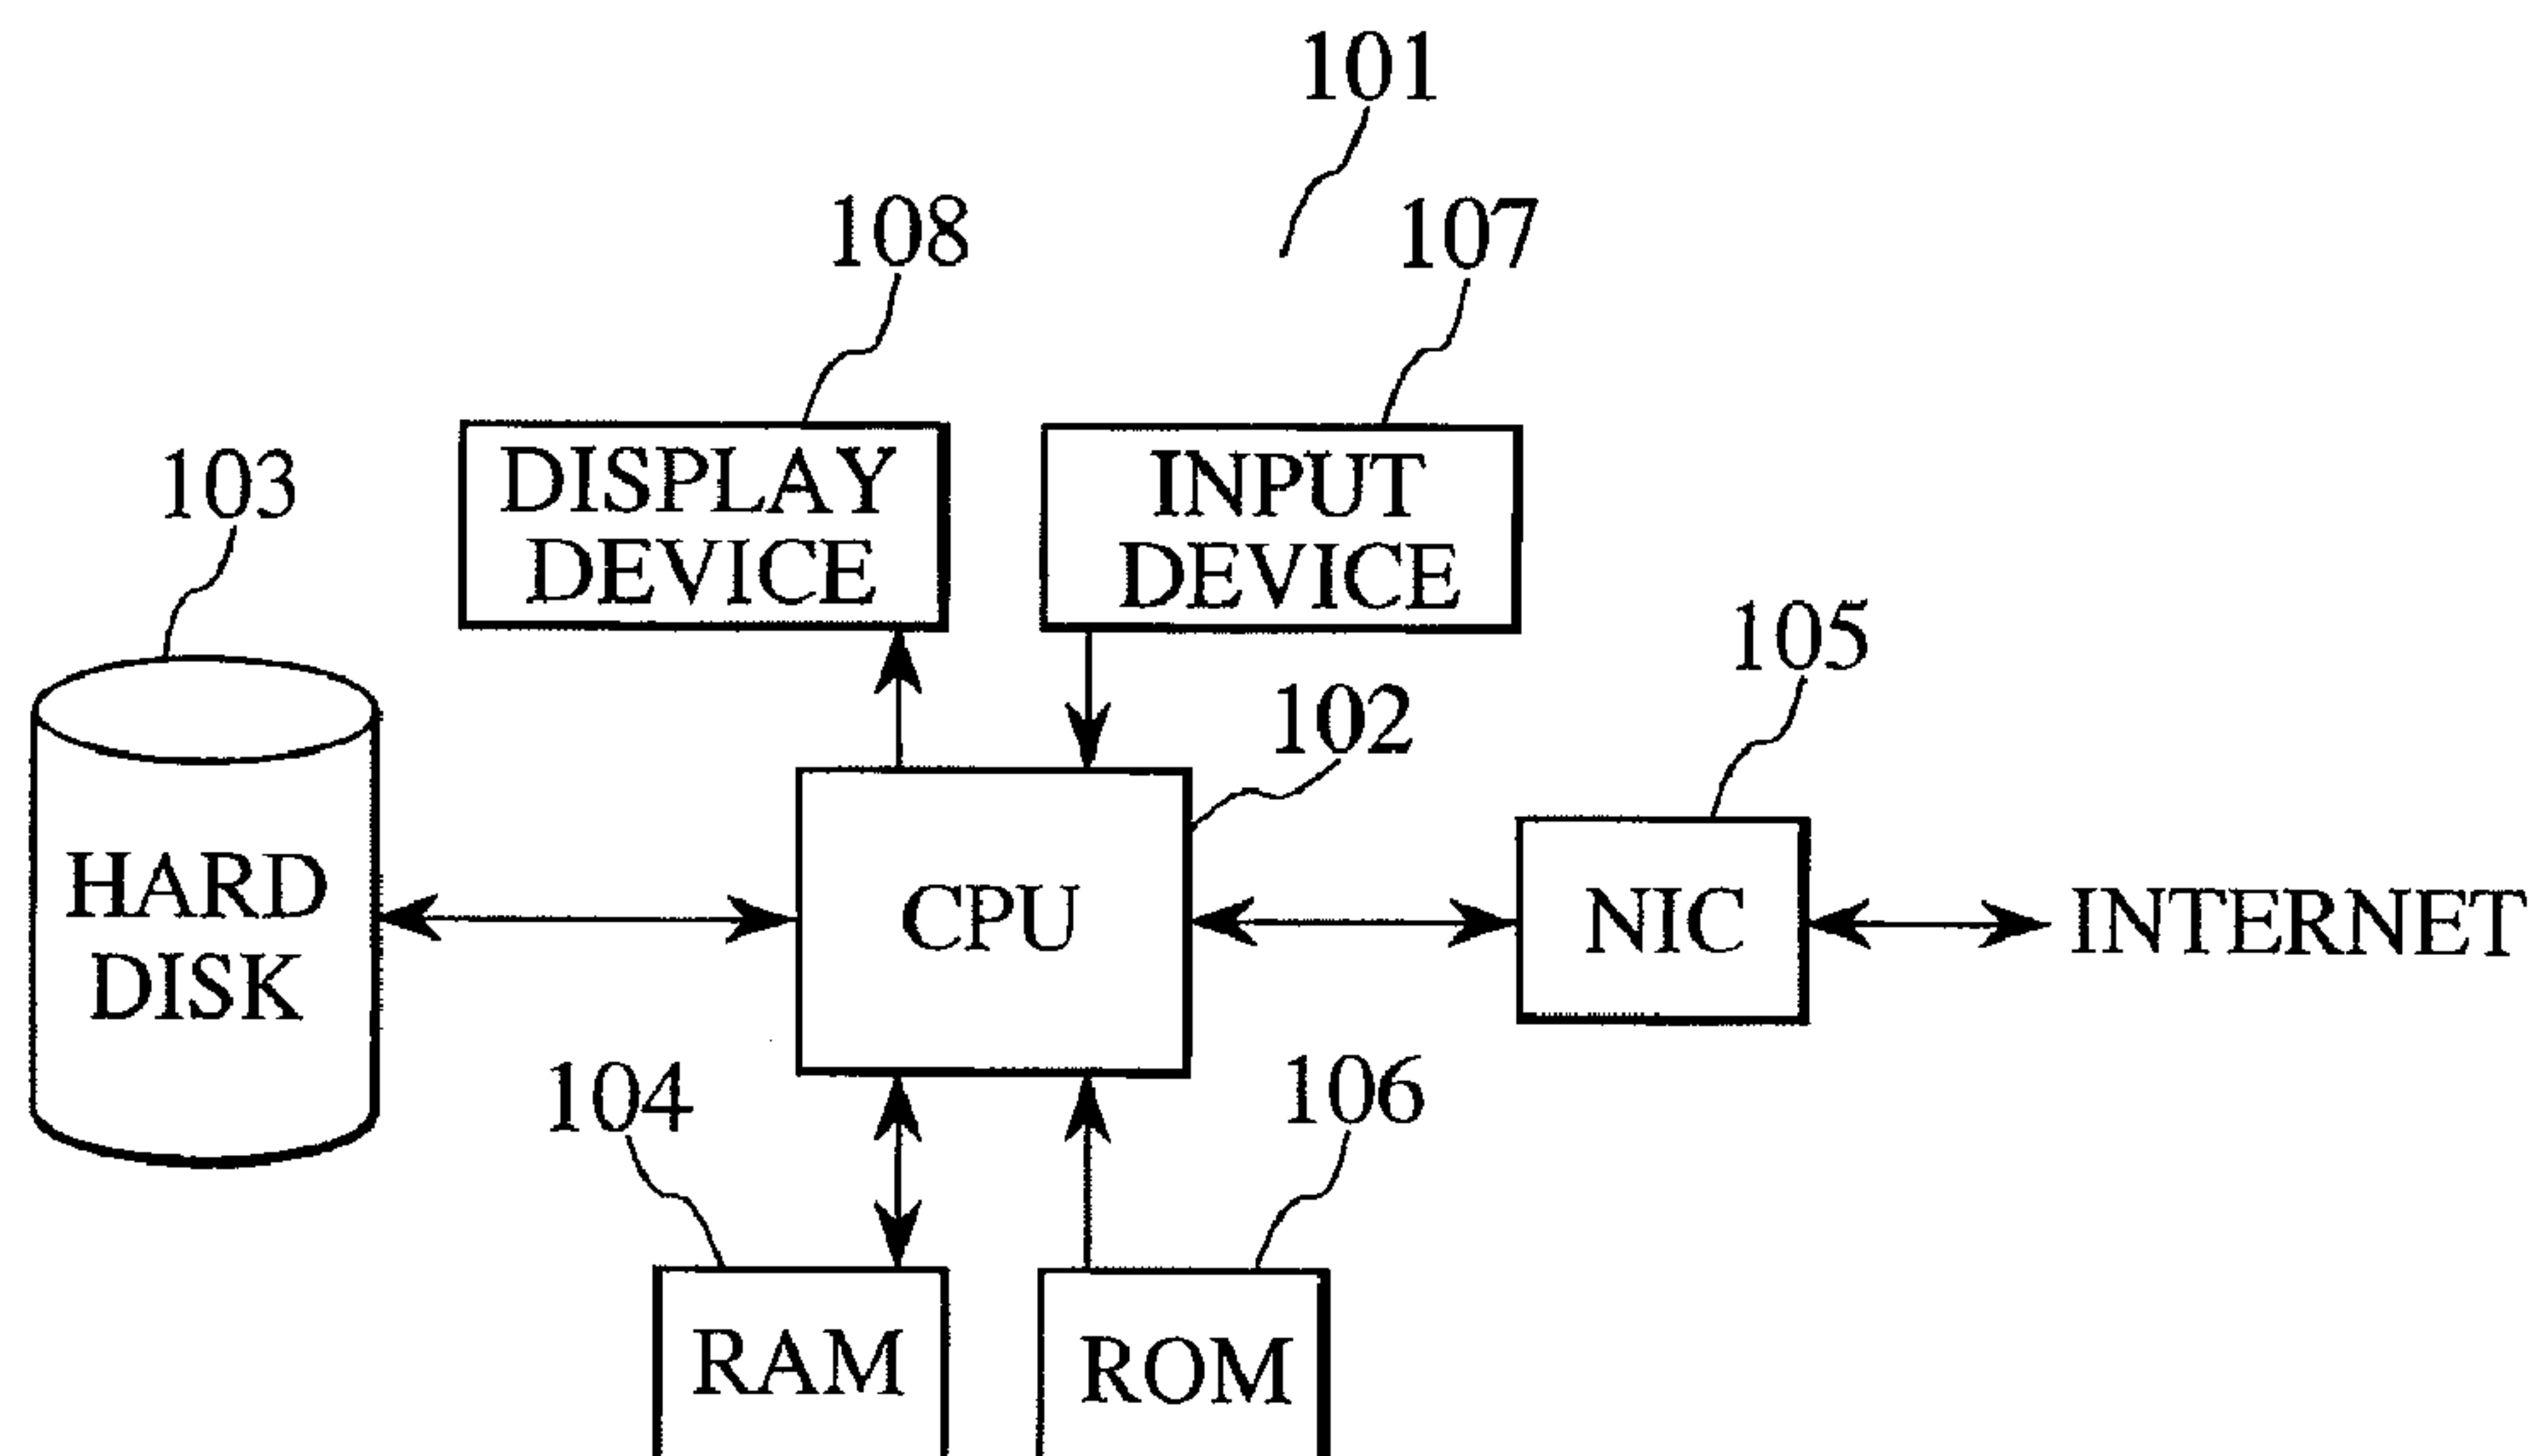 101
108
107
DISPLAY
DEVICE
INPUT
DEVICE
103
105
102
HARD
DISK
CPU
NIC
INTERNET
104
106
RAM
ROM